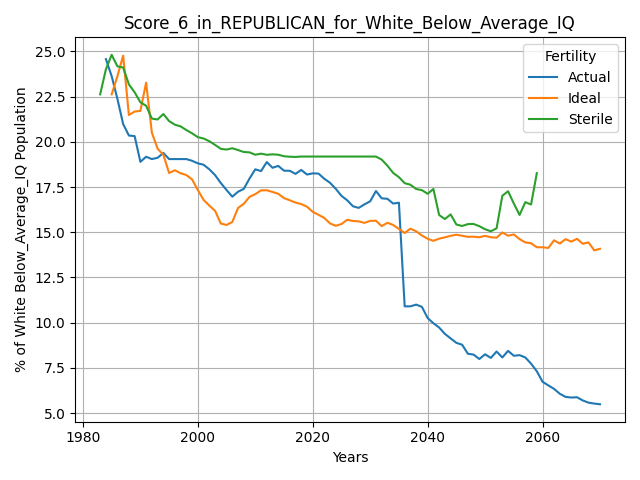 Score_6_in_REPUBLICAN_for_White_Below_Average_IQ
% of White Below_Average_IQ Population
25.0
22.5
20.0
17.5
15.0
12.5
10.0
7.5
5.0
Fertility
Actual
Ideal
Sterile
1980
2000
2020
2040
2060
Years